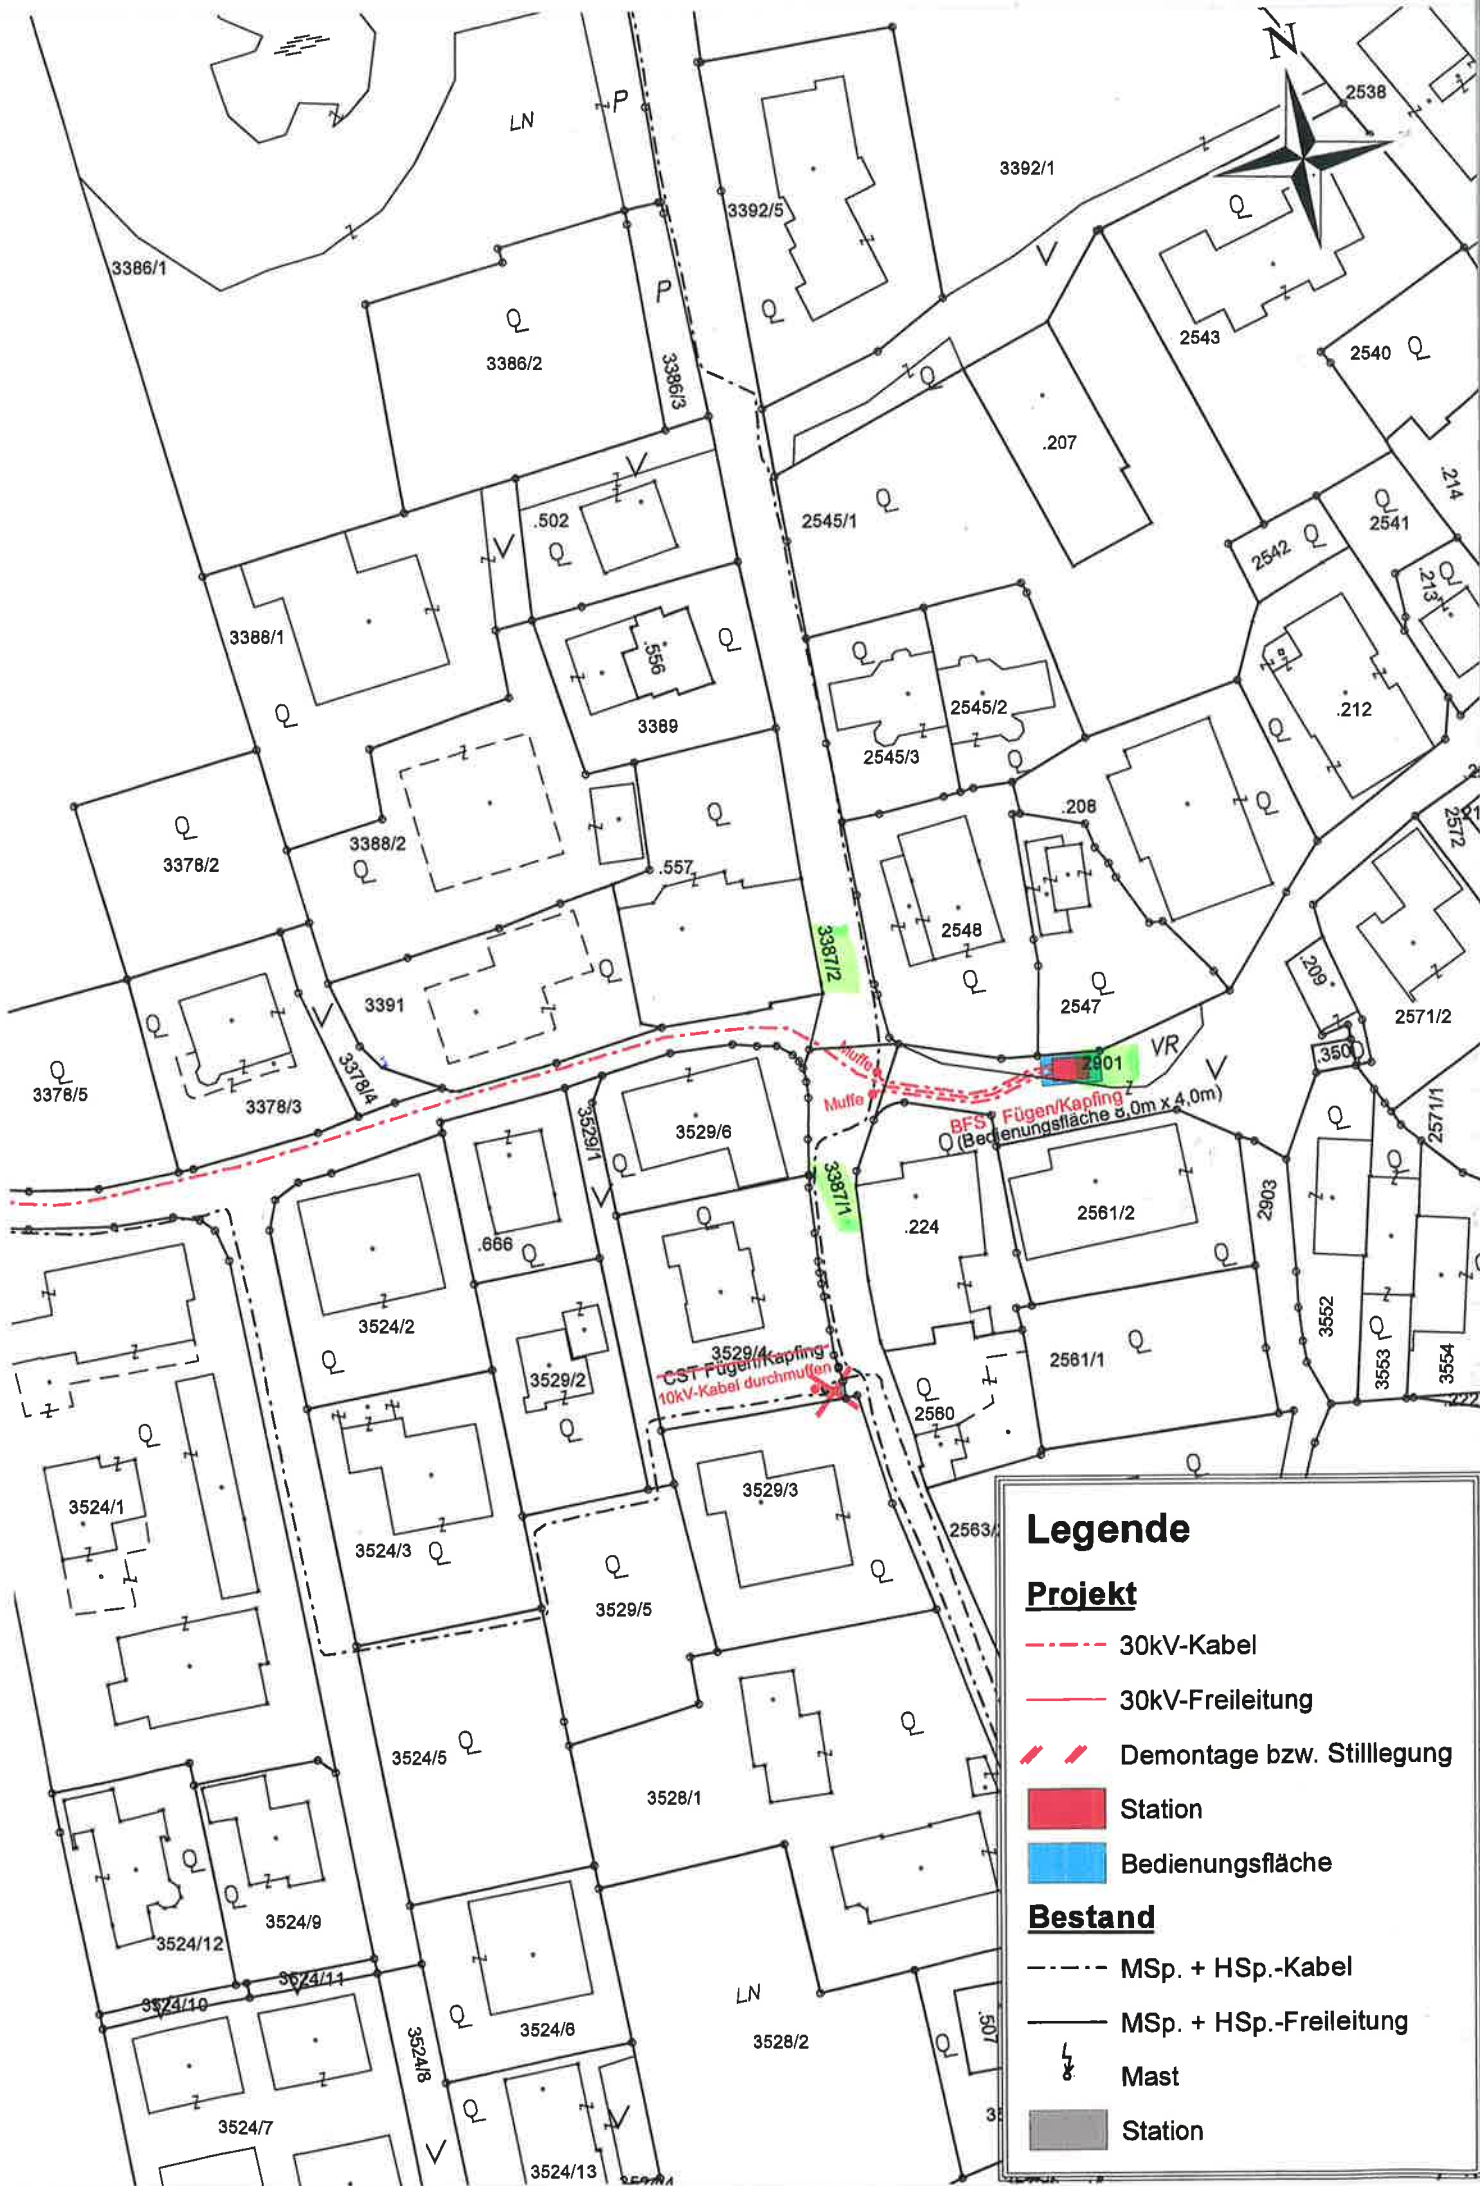 N
2538
LN
P
3392/1
3392/5
3386/1
P
3386/2
3386/3
2543
2540
.207
.214
2541
2542
.213
.502
2545/1
3388/1
.556
3389
2545/2
2545/3
.212
.208
3378/2
3388/2
.557
2572
2548
3387/2
.209
2547
2571/2
3391
VR
.350
3378/5
3378/4
3378/3
Muffe
Muffe
2901
BFS Fügen/Kapfing
(Bedienungsfläche 8,0m x 4,0m)
2571/1
3529/1
3529/6
3387/1
.224
2561/2
2903
.666
3524/2
3552
3553
3554
3529/4
CST Fügen/Kapfing
10kV-Kabel durchmuffen
3529/2
2561/1
2560
.222
3524/1
3529/3
2563/
3524/3
3529/5
3524/5
3528/1
3524/12
3524/9
3524/11
3524/10
3524/8
3524/6
LN
3528/2
.507
3524/7
3524/13
Legende
Projekt
30kV-Kabel
30kV-Freileitung
Demontage bzw. Stilllegung
Station
Bedienungsfläche
Bestand
MSp. + HSp.-Kabel
MSp. + HSp.-Freileitung
Mast
Station